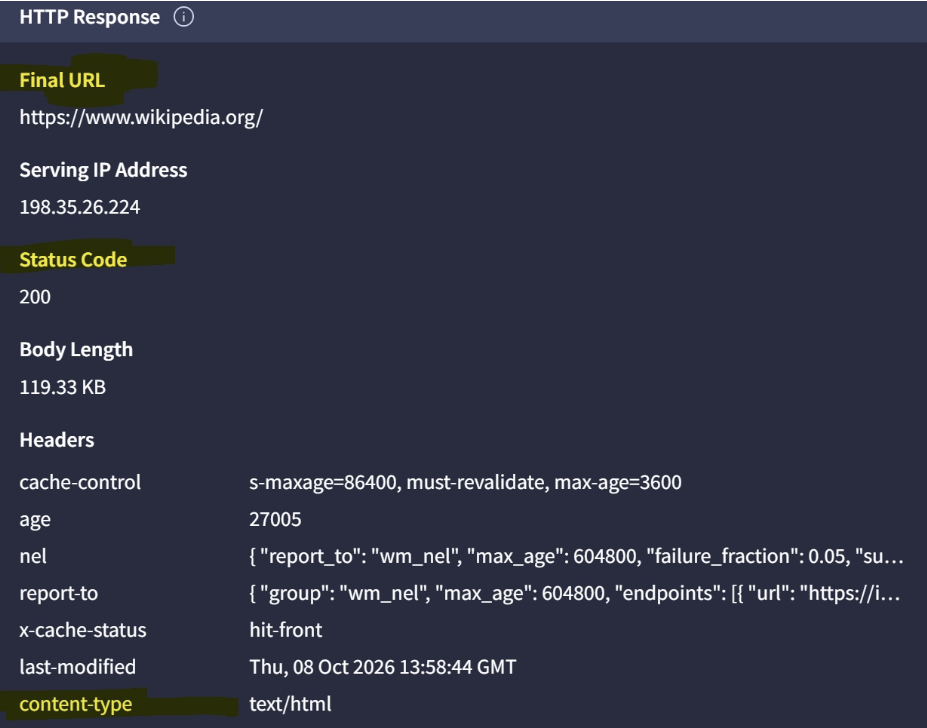 HTTP Response
Final URL
https://www.wikipedia.org/
Serving IP Address
198.35.26.224
Status Code
200
Body Length
119.33 KB
Headers
cache-control s-maxage=86400, must-revalidate, max-age=3600
age 27005
nel { "report_to": "wm_nel", "max_age": 604800, "failure_fraction": 0.05, "su...
report-to { "group": "wm_nel", "max_age": 604800, "endpoints": [{ "url": "https://i...
x-cache-status hit-front
last-modified Thu, 08 Oct 2026 13:58:44 GMT
content-type text/html